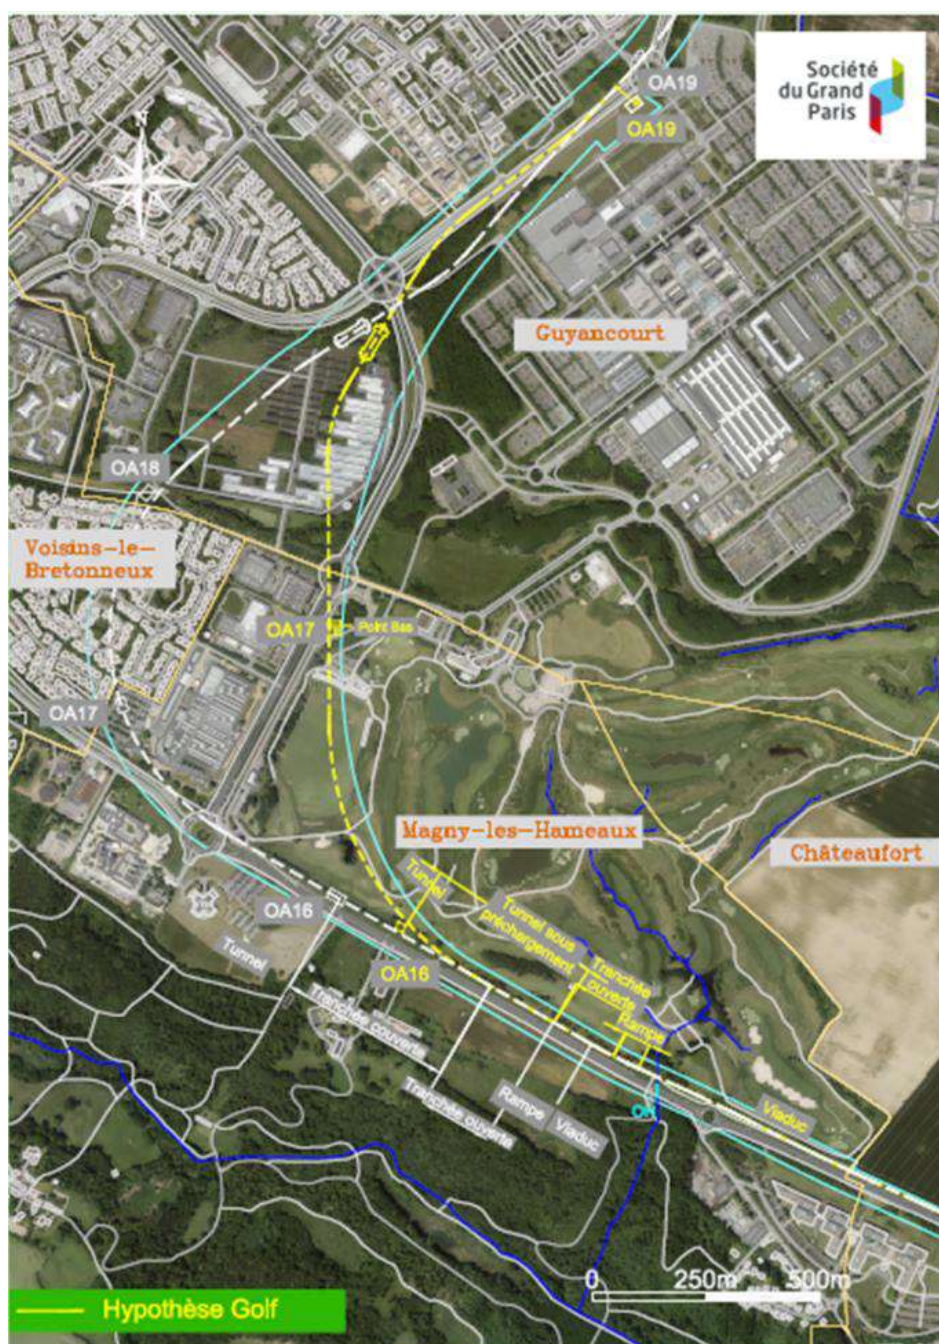 Société
du Grand
Paris
OA19
OA19
Guyancourt
OA18
Voisins-le-
Bretonneux
OA17
Point Bas
OA17
Magny-les-Hameaux
Châteaufort
Tunnel
Tunnel sous
préchargement
Tranchée
ouverte
Rampe
OA16
OA16
Tunnel
Tranchée couverte
Tranchée ouverte
Rampe
Viaduc
Viaduc
0 250m 500m
Hypothèse Golf